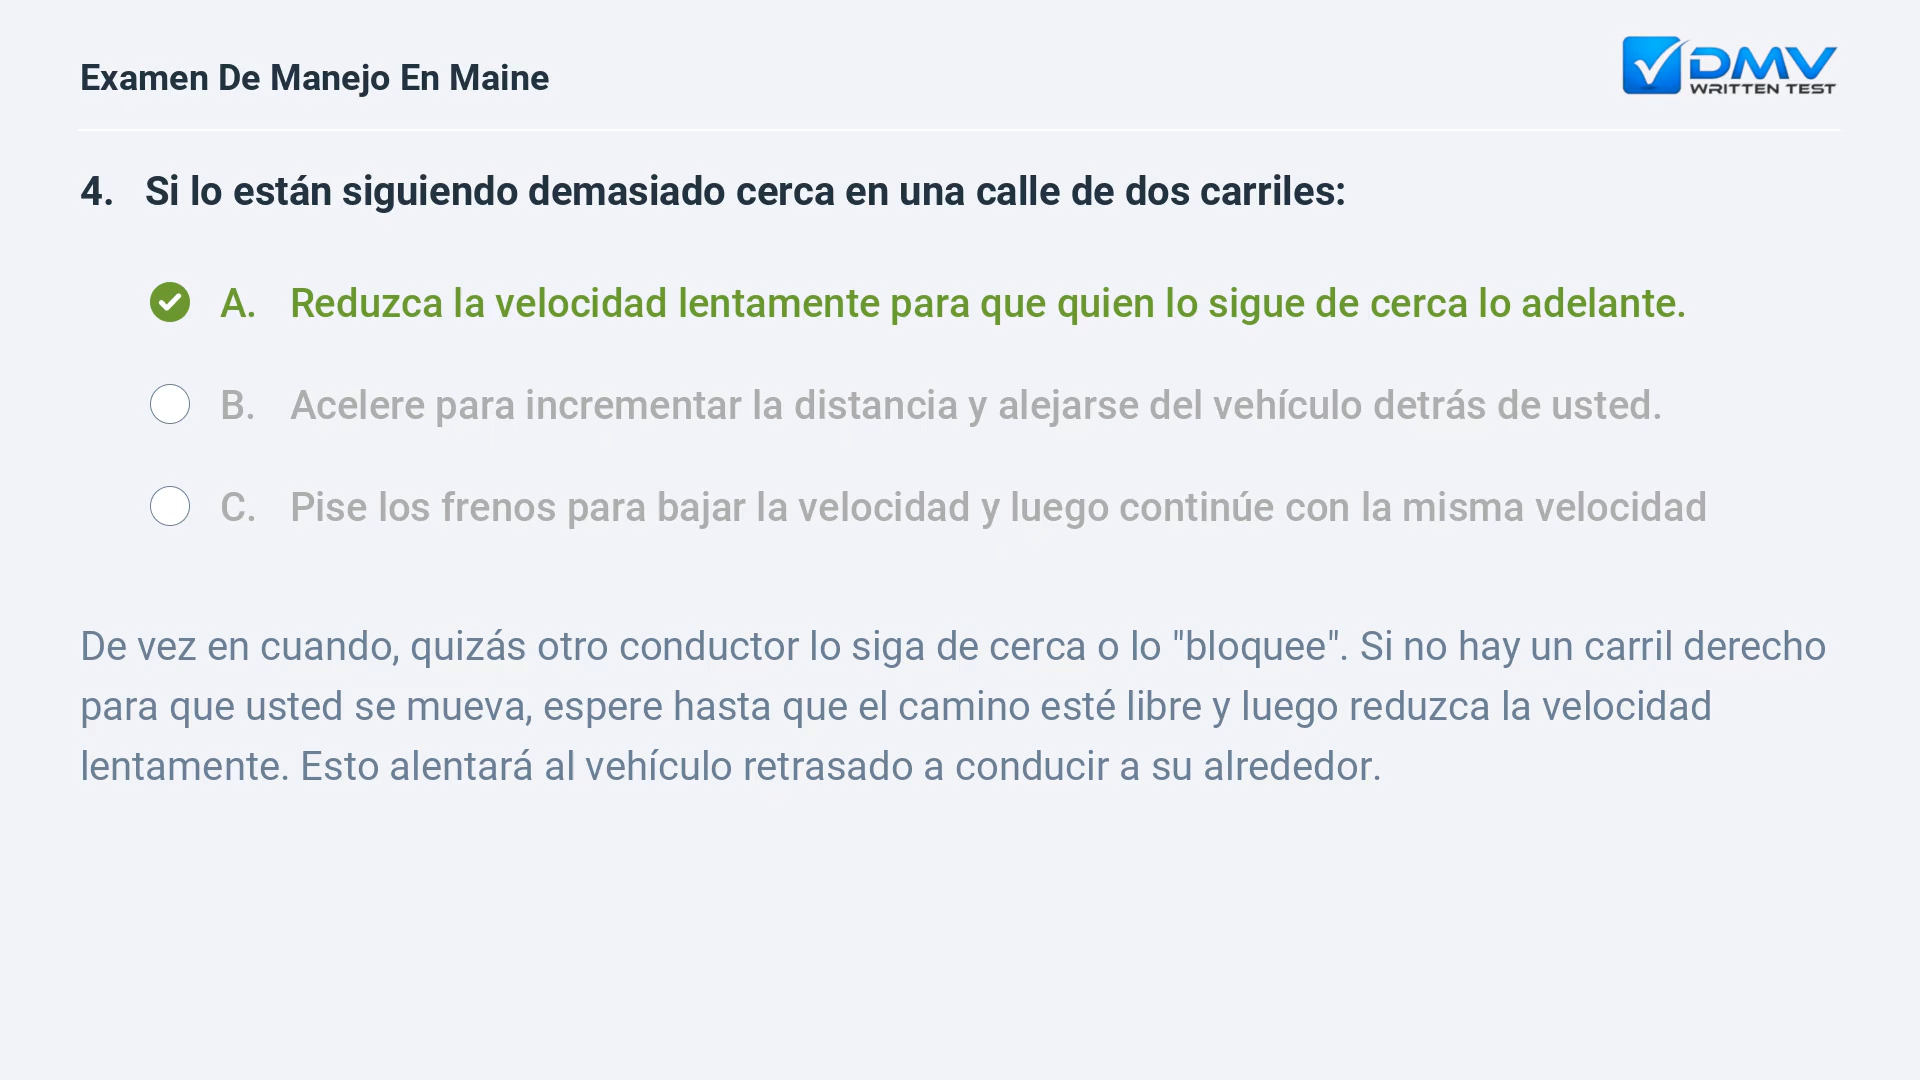 Examen De Manejo En Maine
DMV
WRITTEN TEST
4. Si lo están siguiendo demasiado cerca en una calle de dos carriles:
A. Reduzca la velocidad lentamente para que quien lo sigue de cerca lo adelante.
B. Acelere para incrementar la distancia y alejarse del vehículo detrás de usted.
C. Pise los frenos para bajar la velocidad y luego continúe con la misma velocidad
De vez en cuando, quizás otro conductor lo siga de cerca o lo "bloquee". Si no hay un carril derecho
para que usted se mueva, espere hasta que el camino esté libre y luego reduzca la velocidad
lentamente. Esto alentará al vehículo retrasado a conducir a su alrededor.